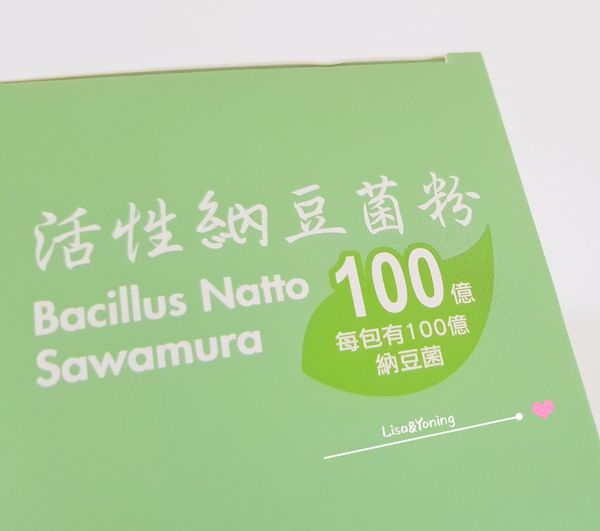 活性納豆菌粉
Bacillus Natto
Sawamura
100億
每包有100億
納豆菌
Lisa&Yoning